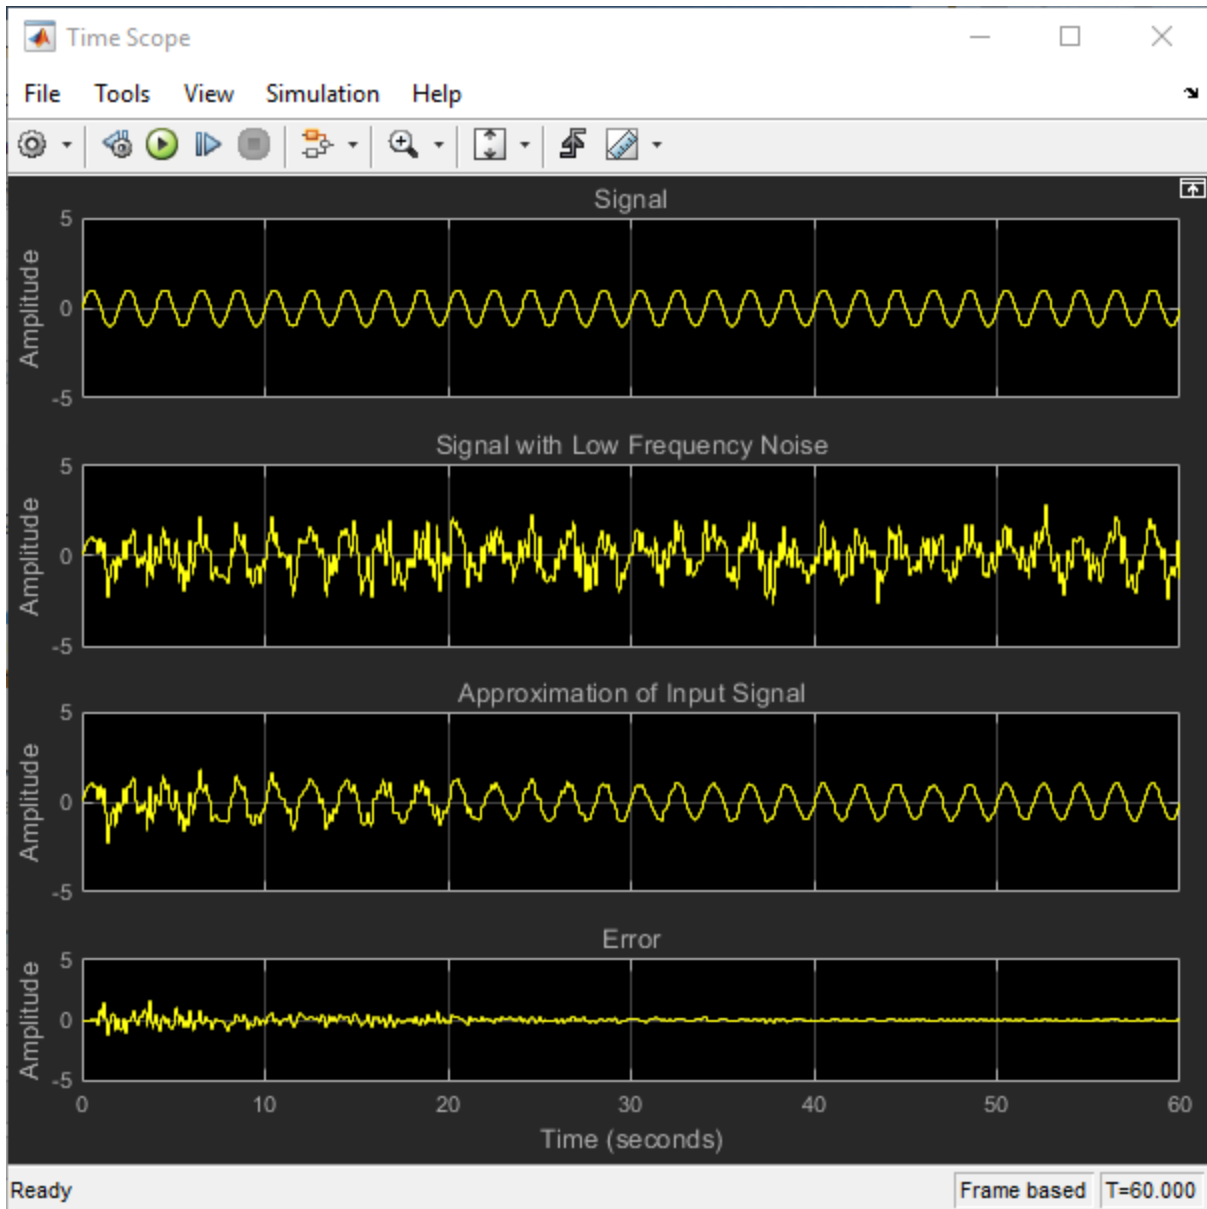 Time Scope
File Tools View Simulation Help
Signal
5
0
-5
Amplitude
Signal with Low Frequency Noise
5
0
-5
Amplitude
Approximation of Input Signal
5
0
-5
Amplitude
Error
5
0
-5
Amplitude
0 10 20 30 40 50 60
Time (seconds)
Ready Frame based T=60.000